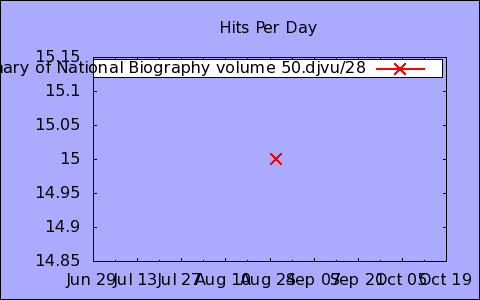 Hits Per Day
15.15
nary of National Biography volume 50.djvu/28
15.1
15.05
15
14.95
14.9
14.85
Jun 29 Jul 13 Jul 27 Aug 10 Aug 24 Sep 07 Sep 21 Oct 05 Oct 19